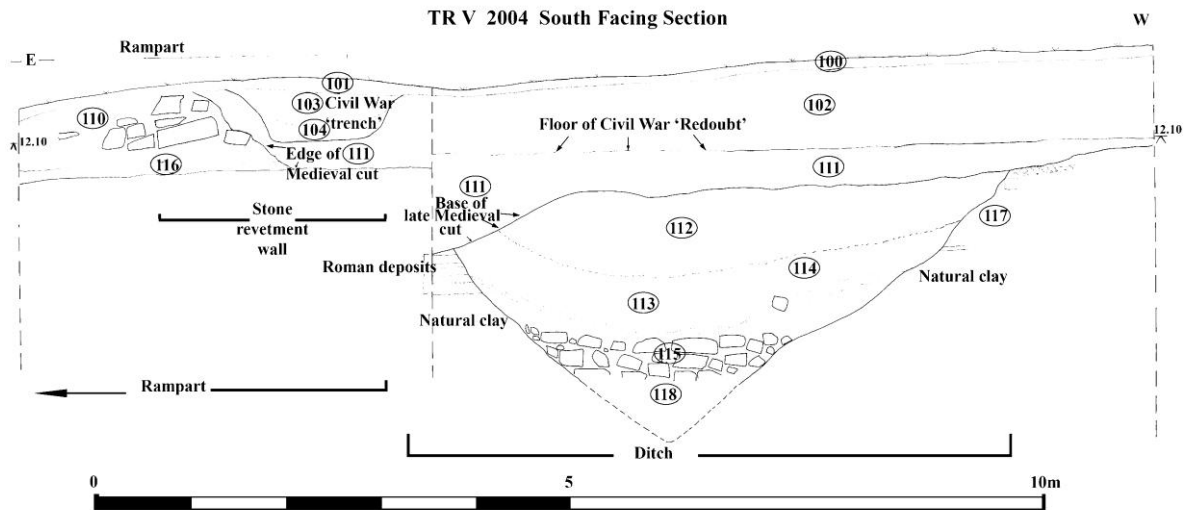 TR V 2004 South Facing Section
W
E
Rampart
100
101
103 Civil War
'trench'
102
110
104
Floor of Civil War 'Redoubt'
12.10
12.10
Edge of 111
Medieval cut
116
111
111
Base of
late Medieval
cut
Stone
revetment
wall
112
117
Roman deposits
114
Natural clay
113
Natural clay
115
118
Rampart
Ditch
0
5
10m